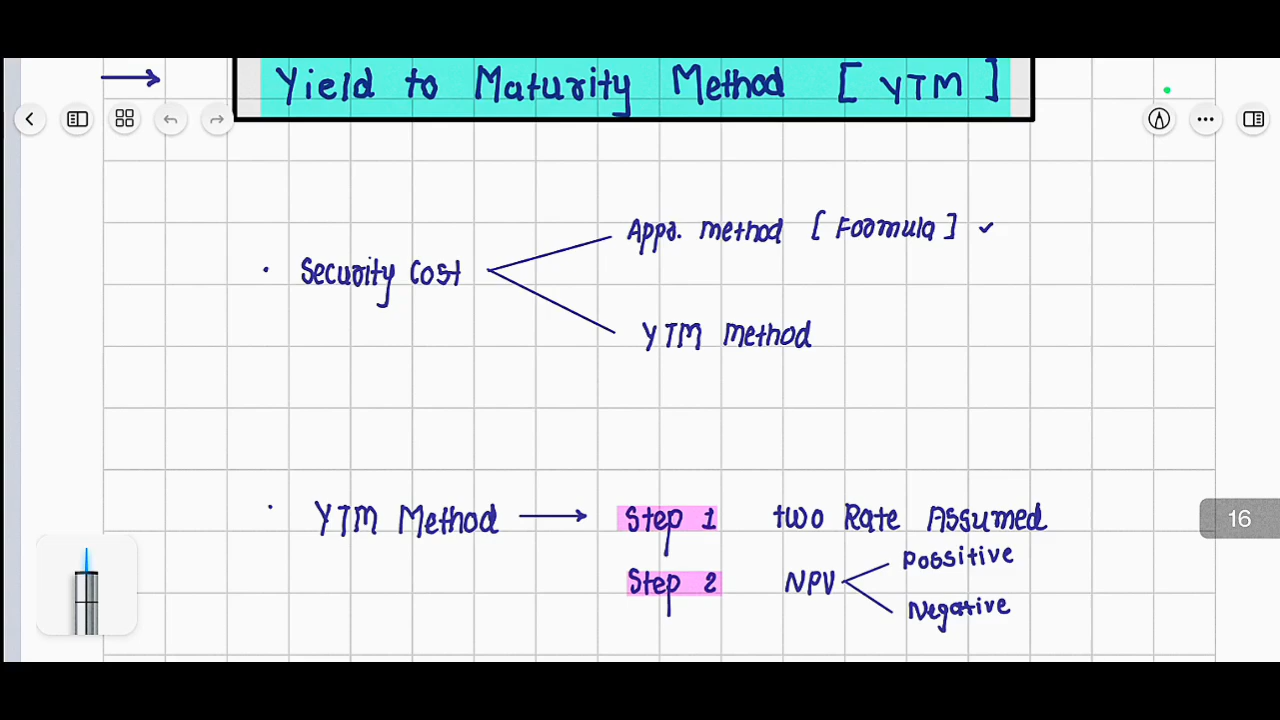 Yield to Maturity Method [ YTM ]
Appr. method [ Formula ]
Security Cost
YTM Method
YTM Method
Step 1 two Rate Assumed
Possitive
Step 2 NPV
Negative
16